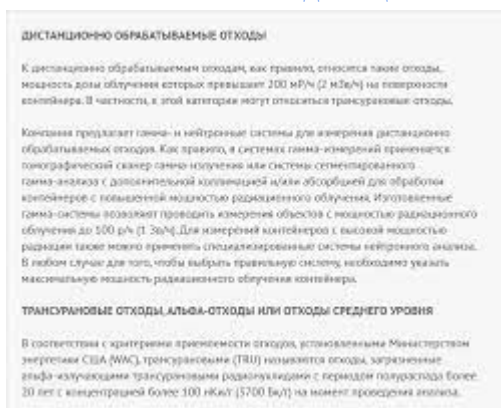 ДИСТАНЦИОННО ОБРАБАТЫВАЕМЫЕ ОТХОДЫ
К дистанционно обрабатываемым отходам, как правило, относятся такие отходы,
мощность дозы облучения которых превышает 200 мР/ч (2 мЗв/ч) на поверхности
контейнера. В частности, к этой категории могут относиться трансурановые отходы.
Компания предлагает гамма- и нейтронные системы для измерения дистанционно
обрабатываемых отходов. Как правило, в системах гамма-измерений применяется
томографический сканер гамма-излучения или системы сегментированного
гамма-анализа с дополнительной коллимацией и/или абсорбцией для обработки
контейнеров с повышенной мощностью радиационного облучения. Изготовленные
гамма-системы позволяют проводить измерения объектов с мощностью радиационного
облучения до 100 р/ч (1 Зв/ч). Для измерений контейнеров с высокой мощностью
радиации также можно применять специализированные системы нейтронного анализа.
В любом случае для того, чтобы выбрать правильную систему, необходимо указать
максимальную мощность радиационного облучения контейнера.
ТРАНСУРАНОВЫЕ ОТХОДЫ, АЛЬФА-ОТХОДЫ ИЛИ ОТХОДЫ СРЕДНЕГО УРОВНЯ
В соответствии с критериями приемлемости отходов, установленными Министерством
энергетики США (WAC), трансурановыми (TRU) называются отходы, загрязненные
альфа-излучающими трансурановыми радионуклидами с периодом полураспада более
20 лет с концентрацией более 100 нКи/г (3700 Бк/г) на момент проведения анализа.